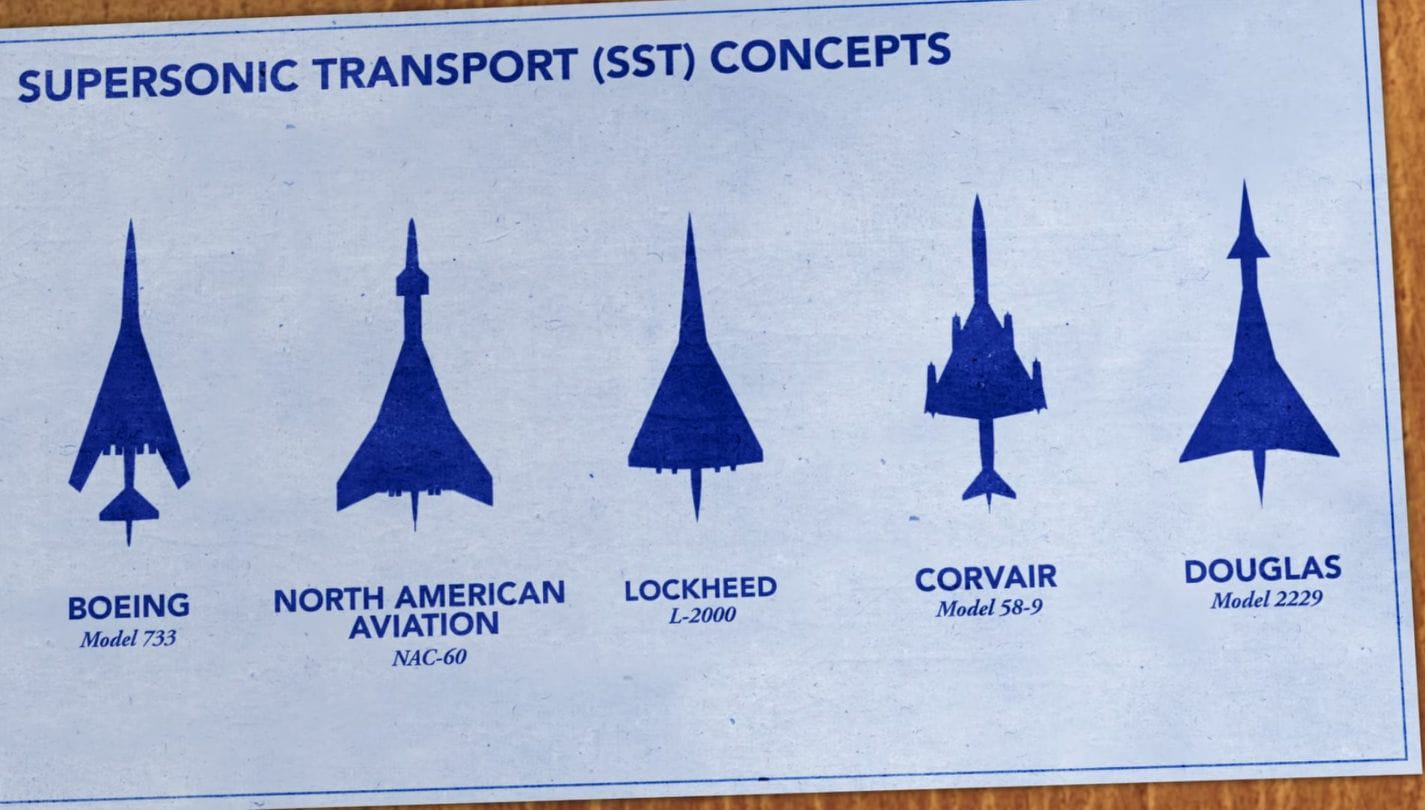 SUPERSONIC TRANSPORT (SST) CONCEPTS
BOEING
Model 733
NORTH AMERICAN
AVIATION
NAC-60
LOCKHEED
L-2000
CORVAIR
Model 58-9
DOUGLAS
Model 2229